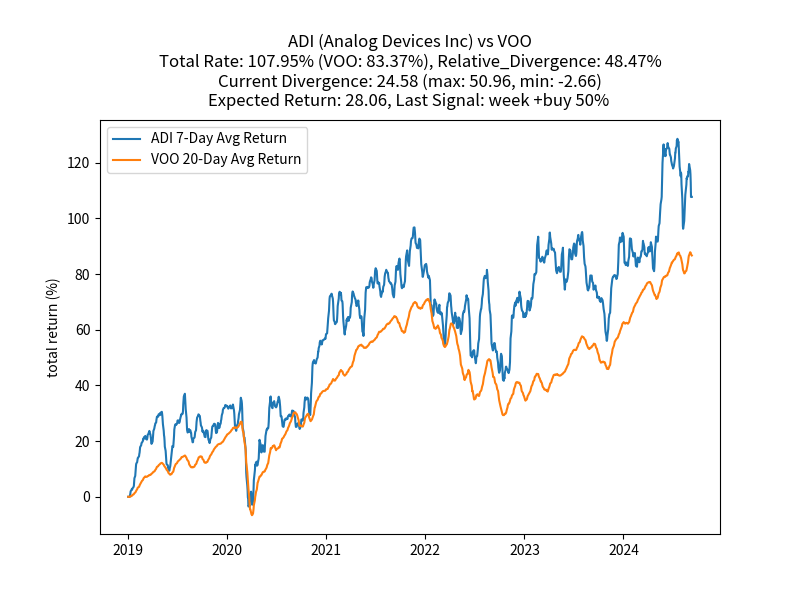 ADI (Analog Devices Inc) vs VOO
Total Rate: 107.95% (VOO: 83.37%), Relative_Divergence: 48.47%
Current Divergence: 24.58 (max: 50.96, min: -2.66)
Expected Return: 28.06, Last Signal: week +buy 50%
ADI 7-Day Avg Return
VOO 20-Day Avg Return
total return (%)
120
100
80
60
40
20
0
2019 2020 2021 2022 2023 2024